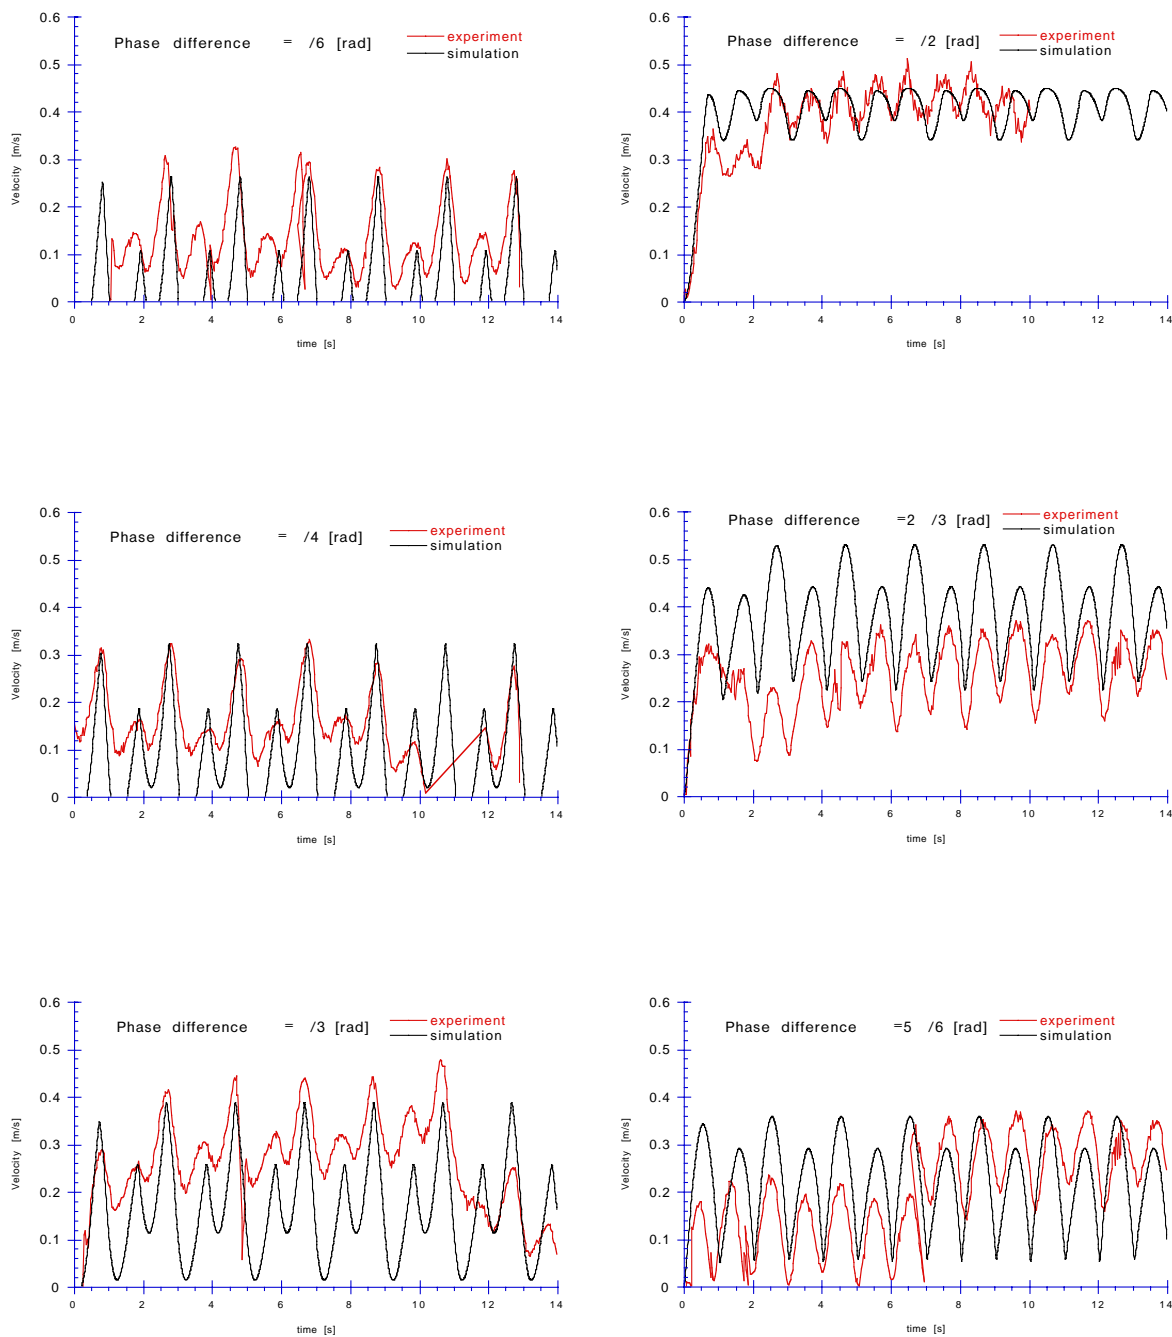 Phase difference = /6 [rad]
experiment
simulation
Velocity [m/s]
0.6
0.5
0.4
0.3
0.2
0.1
0
0 2 4 6 8 10 12 14
time [s]
Phase difference = /2 [rad]
experiment
simulation
Velocity [m/s]
0.6
0.5
0.4
0.3
0.2
0.1
0
0 2 4 6 8 10 12 14
time [s]
Phase difference = /4 [rad]
experiment
simulation
Velocity [m/s]
0.6
0.5
0.4
0.3
0.2
0.1
0
0 2 4 6 8 10 12 14
time [s]
Phase difference =2 /3 [rad]
experiment
simulation
Velocity [m/s]
0.6
0.5
0.4
0.3
0.2
0.1
0
0 2 4 6 8 10 12 14
time [s]
Phase difference = /3 [rad]
experiment
simulation
Velocity [m/s]
0.6
0.5
0.4
0.3
0.2
0.1
0
0 2 4 6 8 10 12 14
time [s]
Phase difference =5 /6 [rad]
experiment
simulation
Velocity [m/s]
0.6
0.5
0.4
0.3
0.2
0.1
0
0 2 4 6 8 10 12 14
time [s]